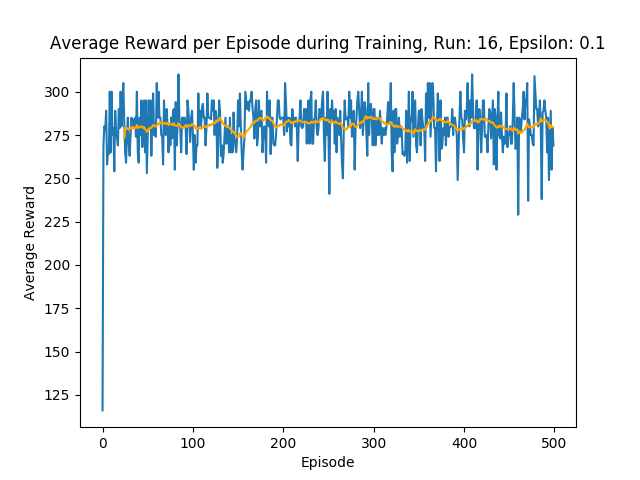 Average Reward per Episode during Training, Run: 16, Epsilon: 0.1
300
275
250
225
200
175
150
125
Average Reward
0 100 200 300 400 500
Episode